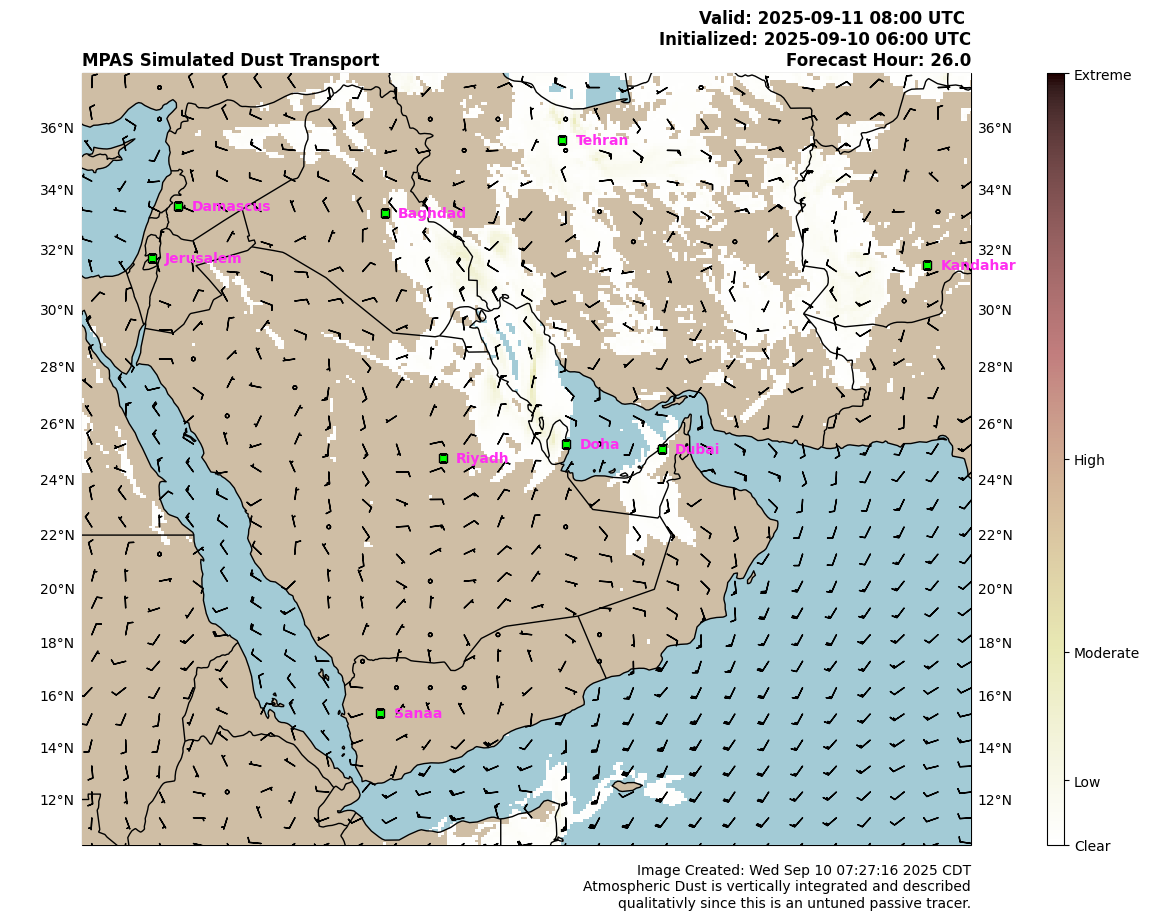 Valid: 2025-09-11 08:00 UTC
Initialized: 2025-09-10 06:00 UTC
MPAS Simulated Dust Transport
Forecast Hour: 26.0
Extreme
High
Moderate
Low
Clear
36°N
34°N
32°N
30°N
28°N
26°N
24°N
22°N
20°N
18°N
16°N
14°N
12°N
36°N
34°N
32°N
30°N
28°N
26°N
24°N
22°N
20°N
18°N
16°N
14°N
12°N
Tehran
Damascus
Baghdad
Jerusalem
Kandahar
Doha
Dubai
Riyadh
Sanaa
Image Created: Wed Sep 10 07:27:16 2025 CDT
Atmospheric Dust is vertically integrated and described
qualitativly since this is an untuned passive tracer.